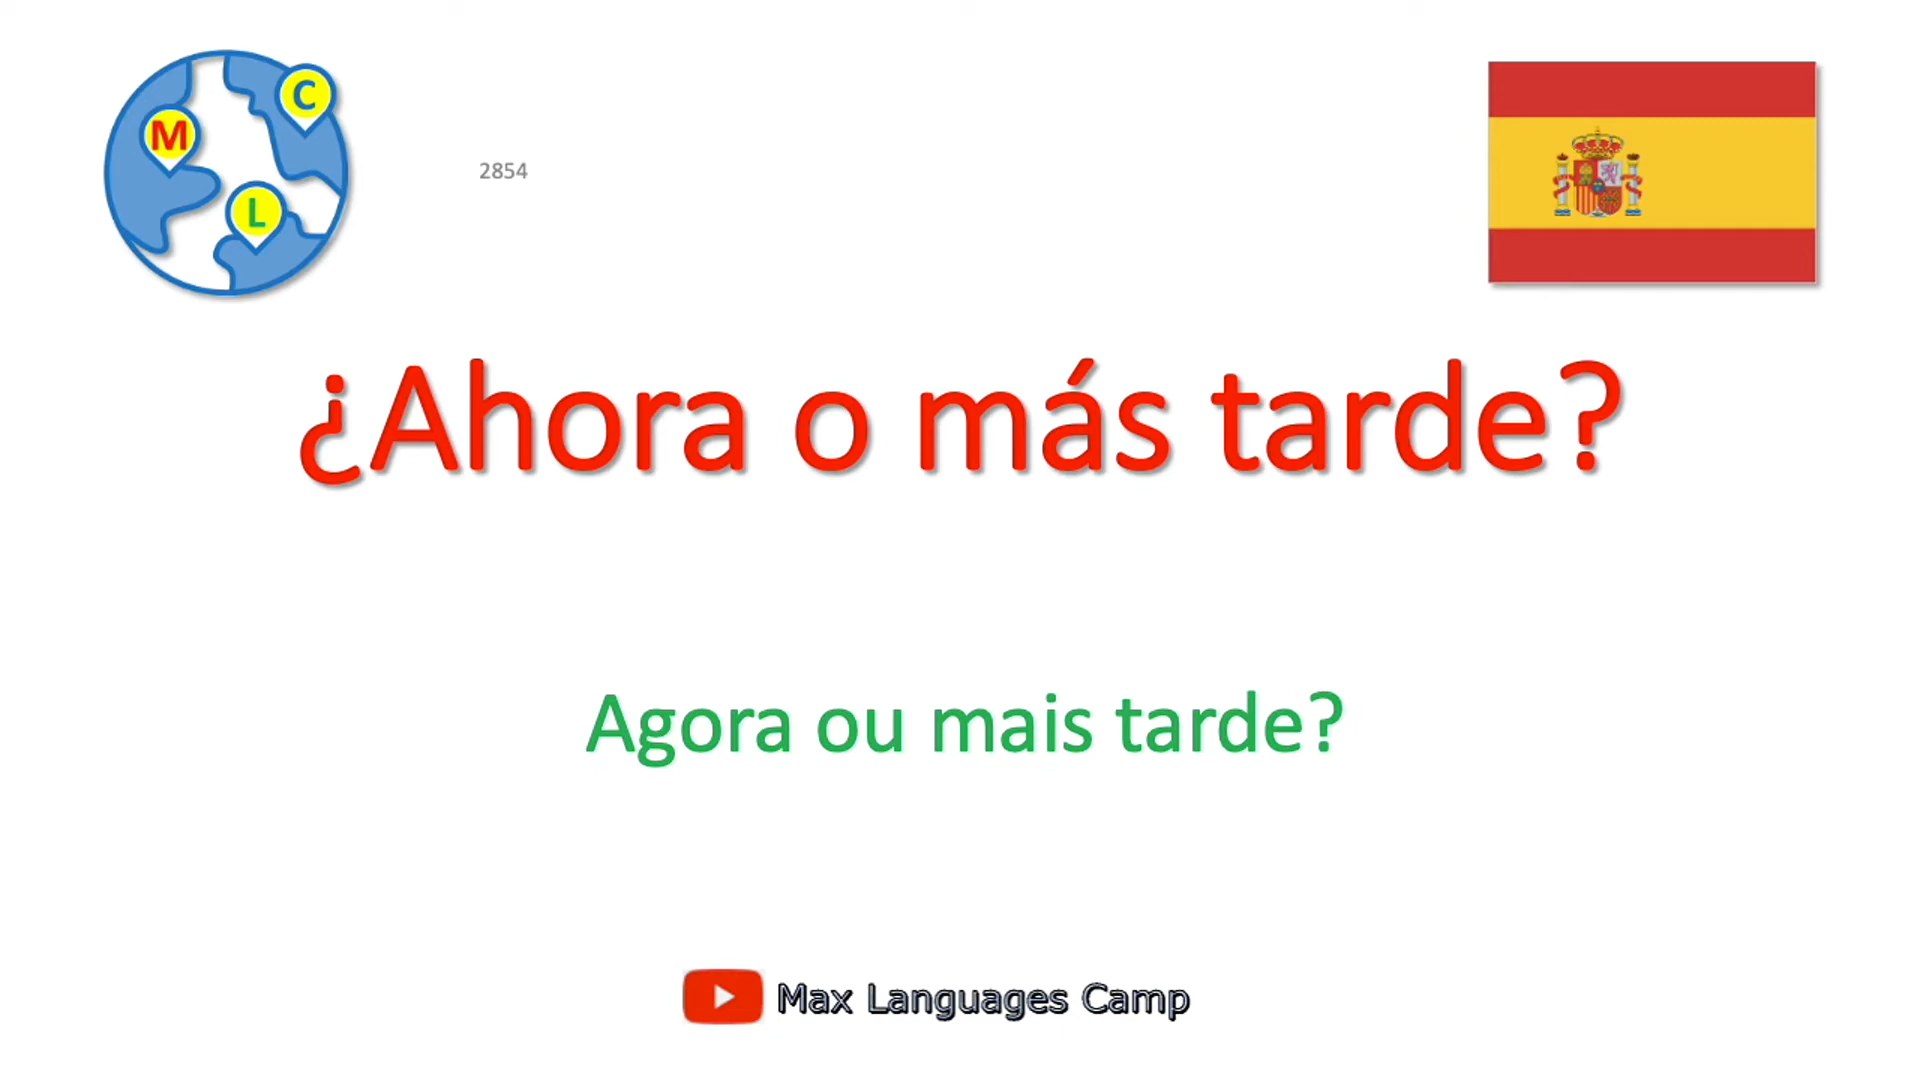 M
C
L
2854
¿Ahora o más tarde?
Agora ou mais tarde?
Max Languages Camp